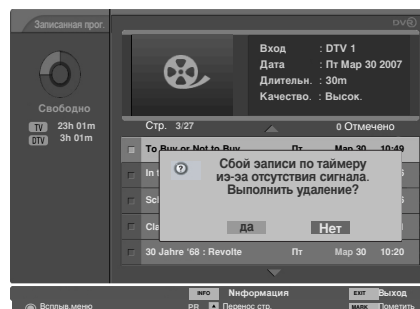 Записанная прог.
DVR
Свободно
TV 23h 01m
DTV 3h 01m
Вход : DTV 1
Дата : Пт Мар 30 2007
Длительн. : 30m
Качество. : Высок.
Стр. 3/27
0 Отмечено
To Buy or Not to Buy Пт Мар 30 10:49
Сбой записи по таймеру
из-за отсутствия сигнала.
Выполнить удаление?
да Нет
30 Jahre '68 : Revolte Пт Мар 30 10:20
INFO Nнформация EXIT Выход
Всплыв.меню PR Перенос стр. MARK Пометить